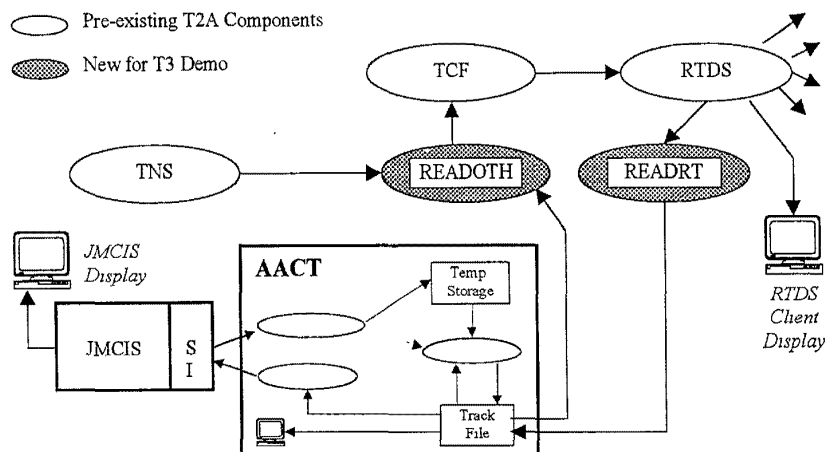 Pre-existing T2A Components
New for T3 Demo
TCF
RTDS
TNS
READOTH
READRT
JMCIS
Display
AACT
Temp
Storage
RTDS
Client
Display
JMCIS
S
I
Track
File